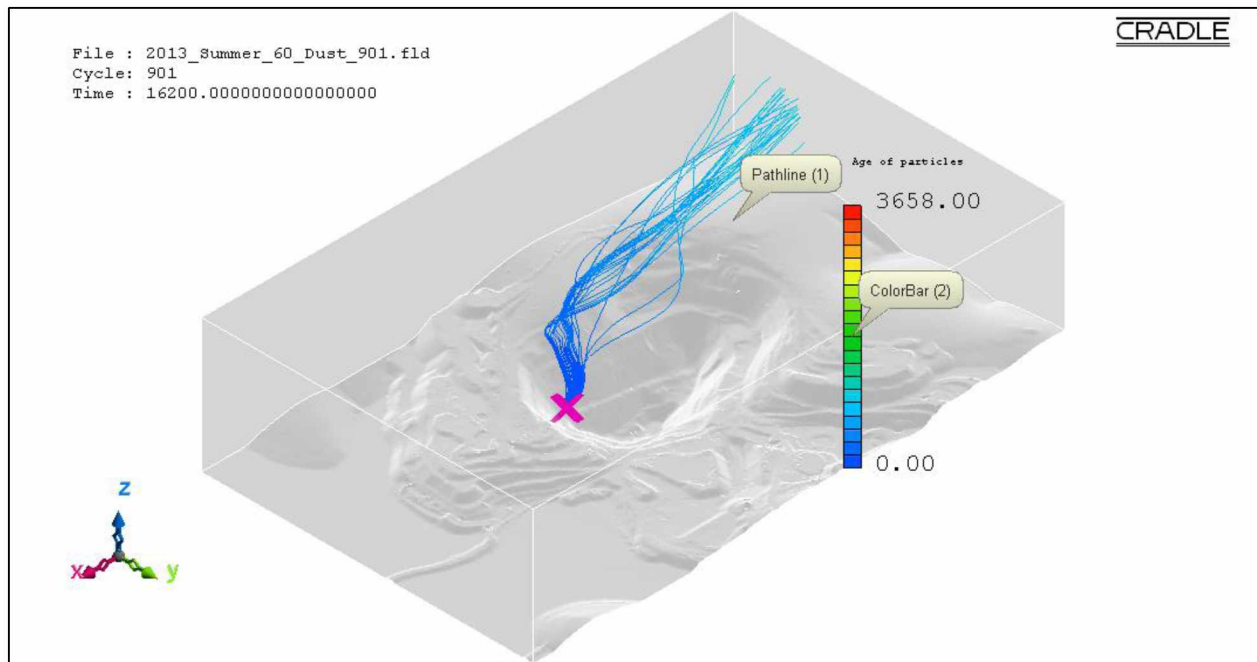 CRADLE
File : 2013_Summer_60_Dust_901.fld
Cycle: 901
Time : 16200.0000000000000000
Age of particles
Pathline (1)
3658.00
ColorBar (2)
0.00
z
x
y